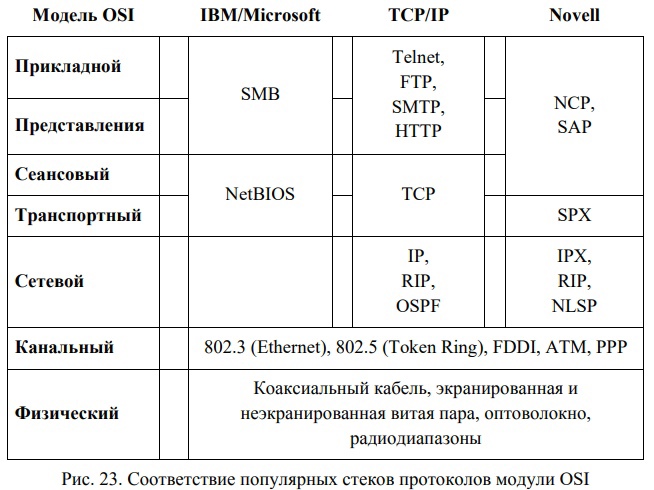 Модель OSI IBM/Microsoft TCP/IP Novell
Прикладной
Представления
SMB
Telnet,
FTP,
SMTP,
HTTP
NCP,
SAP
Сеансовый
Транспортный
NetBIOS
TCP
SPX
Сетевой
IP,
RIP,
OSPF
IPX,
RIP,
NLSP
Канальный
802.3 (Ethernet), 802.5 (Token Ring), FDDI, ATM, PPP
Физический
Коаксиальный кабель, экранированная и
неэкранированная витая пара, оптоволокно,
радиодиапазоны
Рис. 23. Соответствие популярных стеков протоколов модули OSI